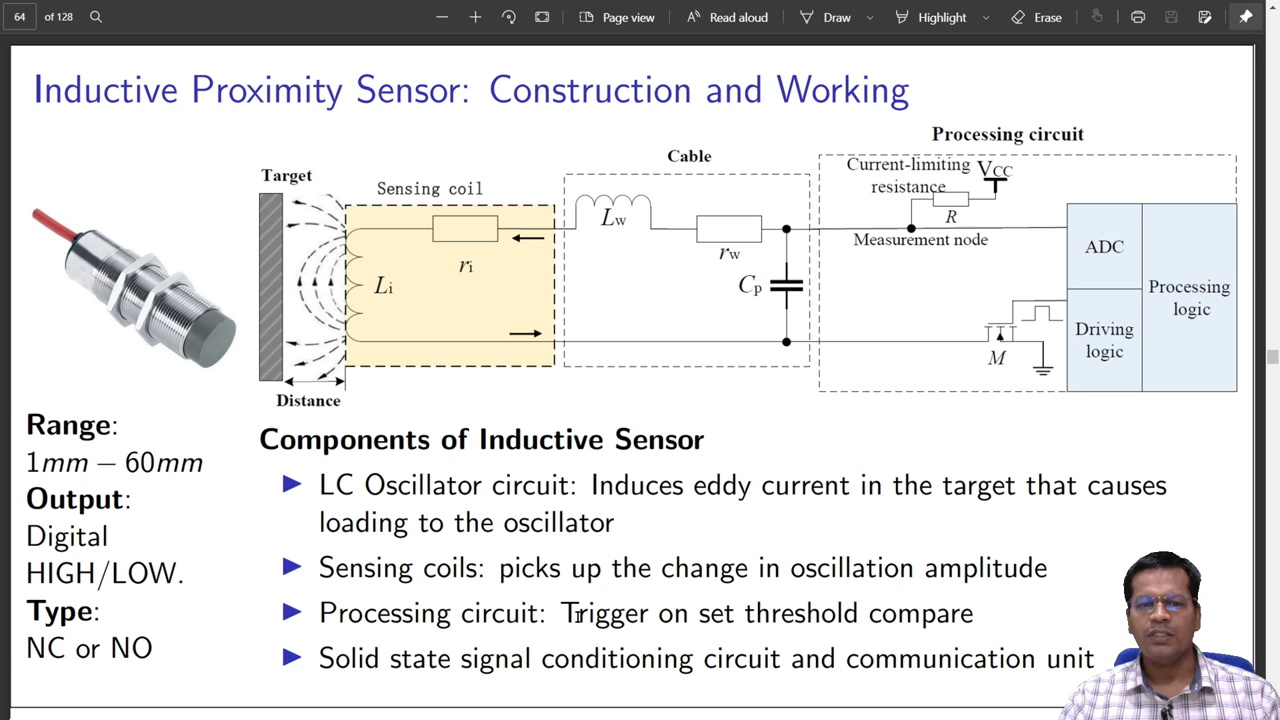 64 of 128
Page view
Read aloud
Draw
Highlight
Erase
Inductive Proximity Sensor: Construction and Working
Processing circuit
Cable
Target
Sensing coil
Current-limiting
resistance
VCC
R
Measurement node
Lw
rw
ri
Li
Cp
ADC
Driving
logic
Processing
logic
M
Distance
Range:
1mm − 60mm
Output:
Digital
HIGH/LOW.
Type:
NC or NO
Components of Inductive Sensor
▶ LC Oscillator circuit: Induces eddy current in the target that causes
loading to the oscillator
▶ Sensing coils: picks up the change in oscillation amplitude
▶ Processing circuit: Trigger on set threshold compare
▶ Solid state signal conditioning circuit and communication unit